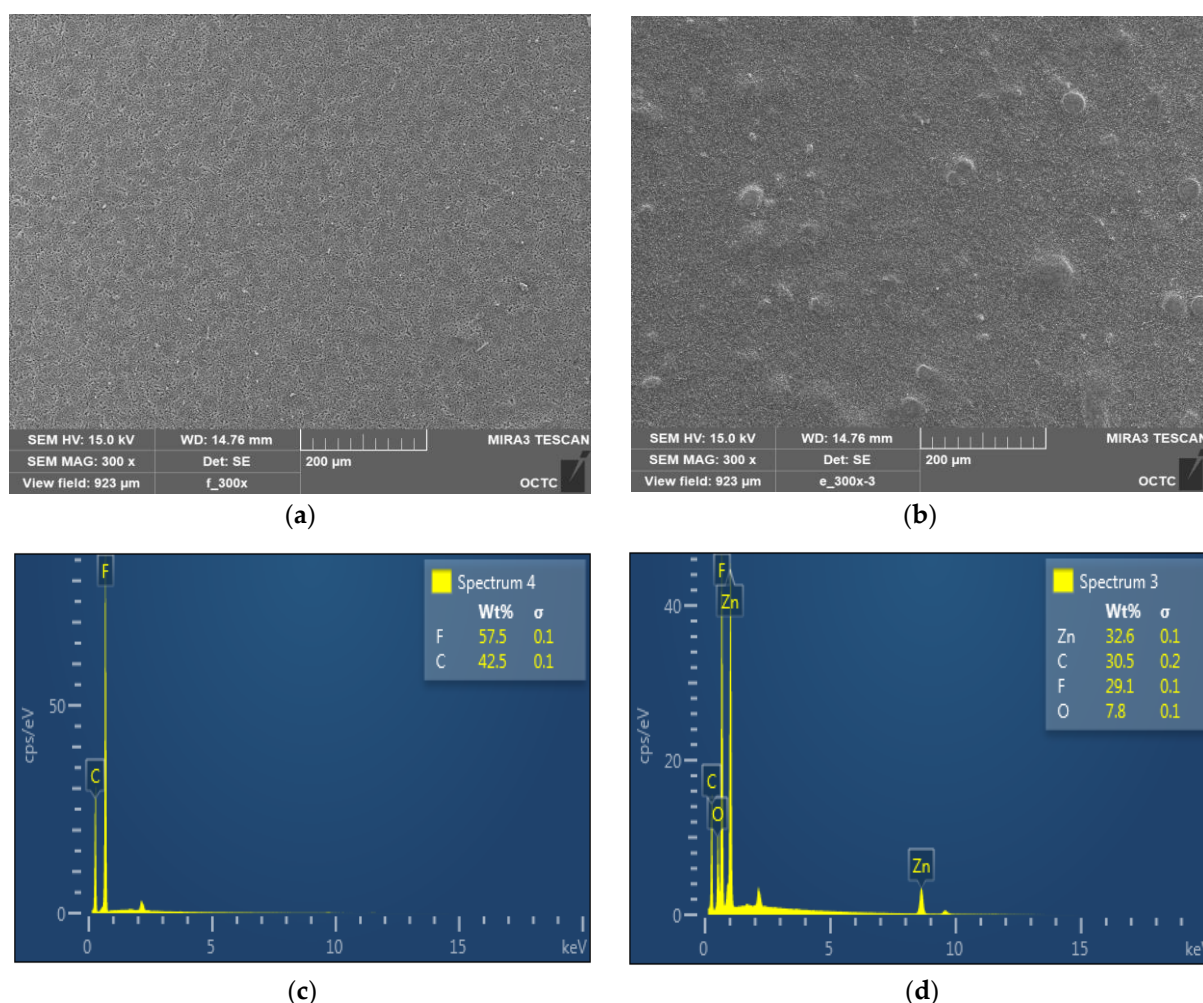 SEM HV: 15.0 kV WD: 14.76 mm MIRA3 TESCAN
SEM MAG: 300 x Det: SE 200 µm
View field: 923 µm f_300x OCTC
(a)
SEM HV: 15.0 kV WD: 14.76 mm MIRA3 TESCAN
SEM MAG: 300 x Det: SE 200 µm
View field: 923 µm e_300x-3 OCTC
(b)
F
Spectrum 4
Wt% σ
F 57.5 0.1
C 42.5 0.1
50
cps/eV
C
0
0 5 10 15 keV
(c)
F
Zn
Spectrum 3
Wt% σ
Zn 32.6 0.1
C 30.5 0.2
F 29.1 0.1
O 7.8 0.1
40
cps/eV
20
C
O
Zn
0
0 5 10 15 keV
(d)